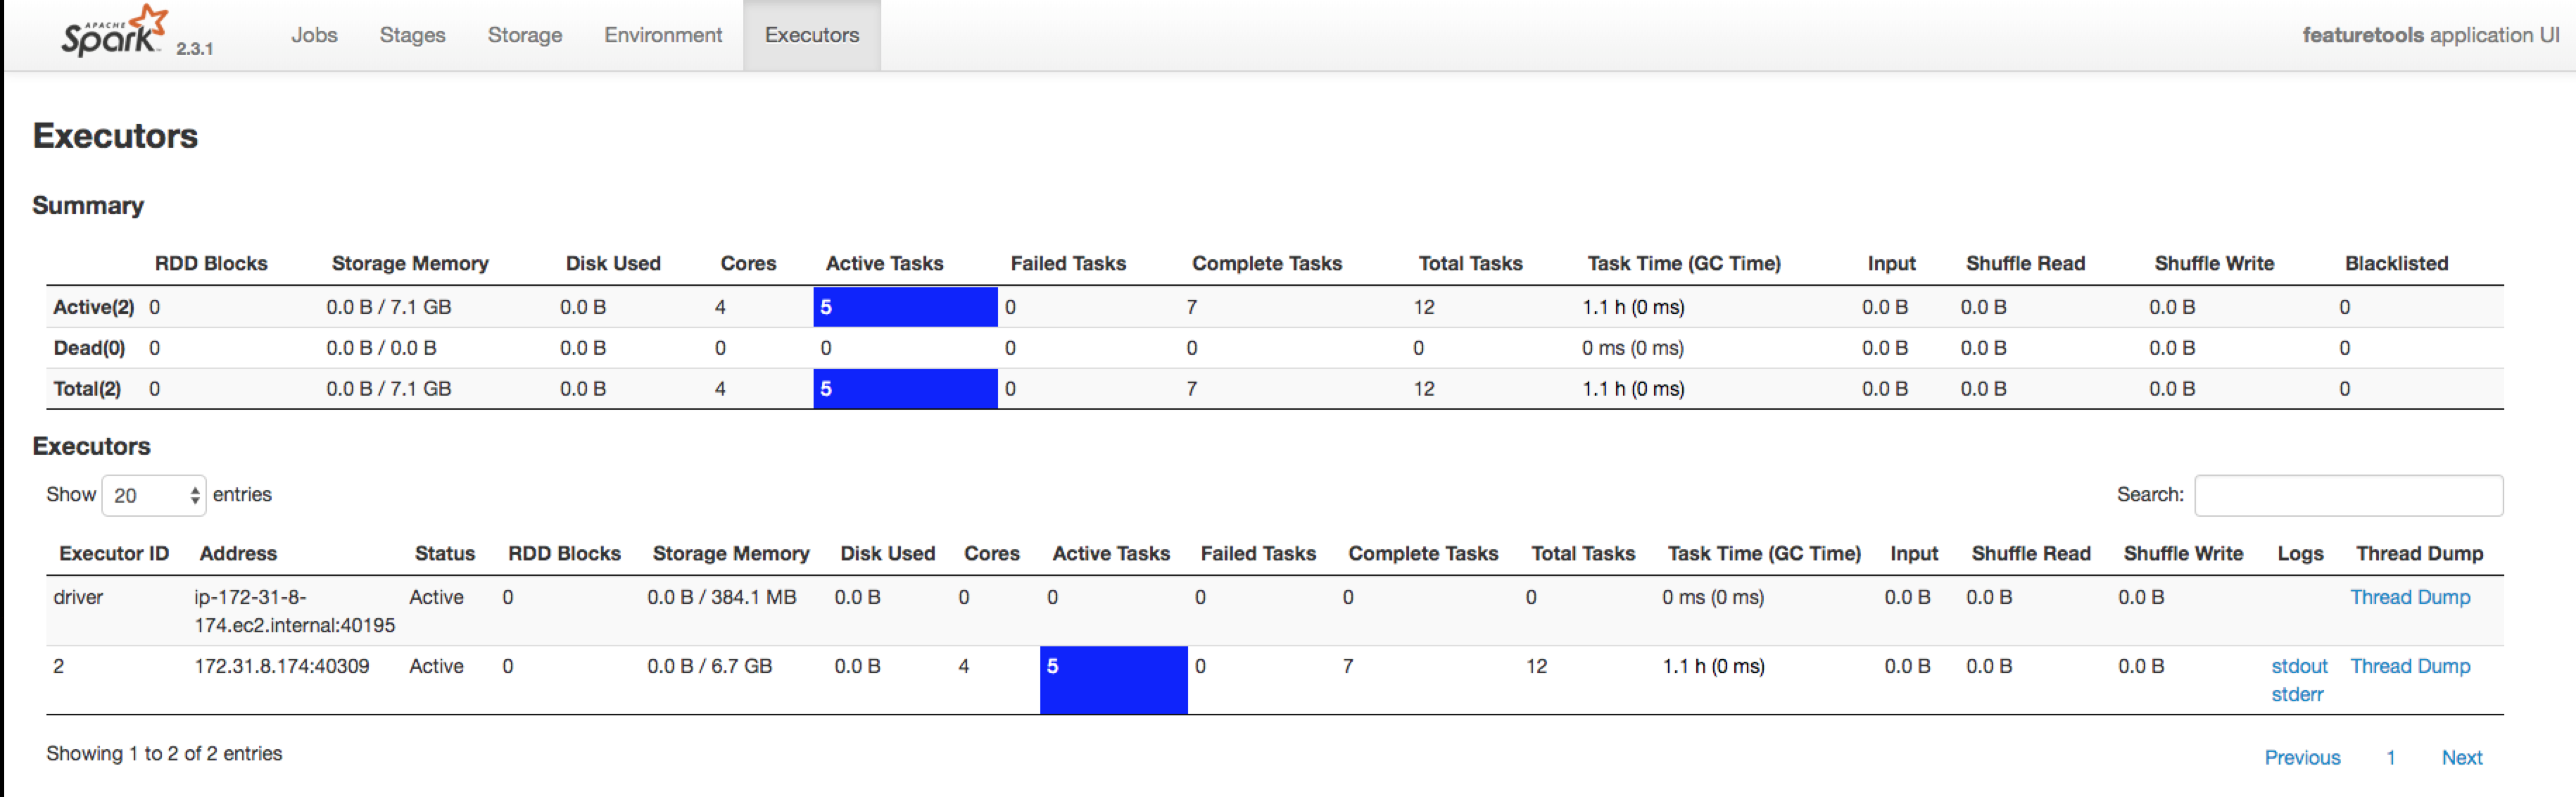 APACHE
Spark 2.3.1 Jobs Stages Storage Environment Executors featuretools application UI
Executors
Summary
RDD Blocks Storage Memory Disk Used Cores Active Tasks Failed Tasks Complete Tasks Total Tasks Task Time (GC Time) Input Shuffle Read Shuffle Write Blacklisted
Active(2) 0 0.0 B / 7.1 GB 0.0 B 4 5 0 7 12 1.1 h (0 ms) 0.0 B 0.0 B 0.0 B 0
Dead(0) 0 0.0 B / 0.0 B 0.0 B 0 0 0 0 0 0 ms (0 ms) 0.0 B 0.0 B 0.0 B 0
Total(2) 0 0.0 B / 7.1 GB 0.0 B 4 5 0 7 12 1.1 h (0 ms) 0.0 B 0.0 B 0.0 B 0
Executors
Show 20 entries Search:
Executor ID Address Status RDD Blocks Storage Memory Disk Used Cores Active Tasks Failed Tasks Complete Tasks Total Tasks Task Time (GC Time) Input Shuffle Read Shuffle Write Logs Thread Dump
driver ip-172-31-8- Active 0 0.0 B / 384.1 MB 0.0 B 0 0 0 0 0 0 ms (0 ms) 0.0 B 0.0 B 0.0 B Thread Dump
174.ec2.internal:40195
2 172.31.8.174:40309 Active 0 0.0 B / 6.7 GB 0.0 B 4 5 0 7 12 1.1 h (0 ms) 0.0 B 0.0 B 0.0 B stdout Thread Dump
stderr
Showing 1 to 2 of 2 entries Previous 1 Next